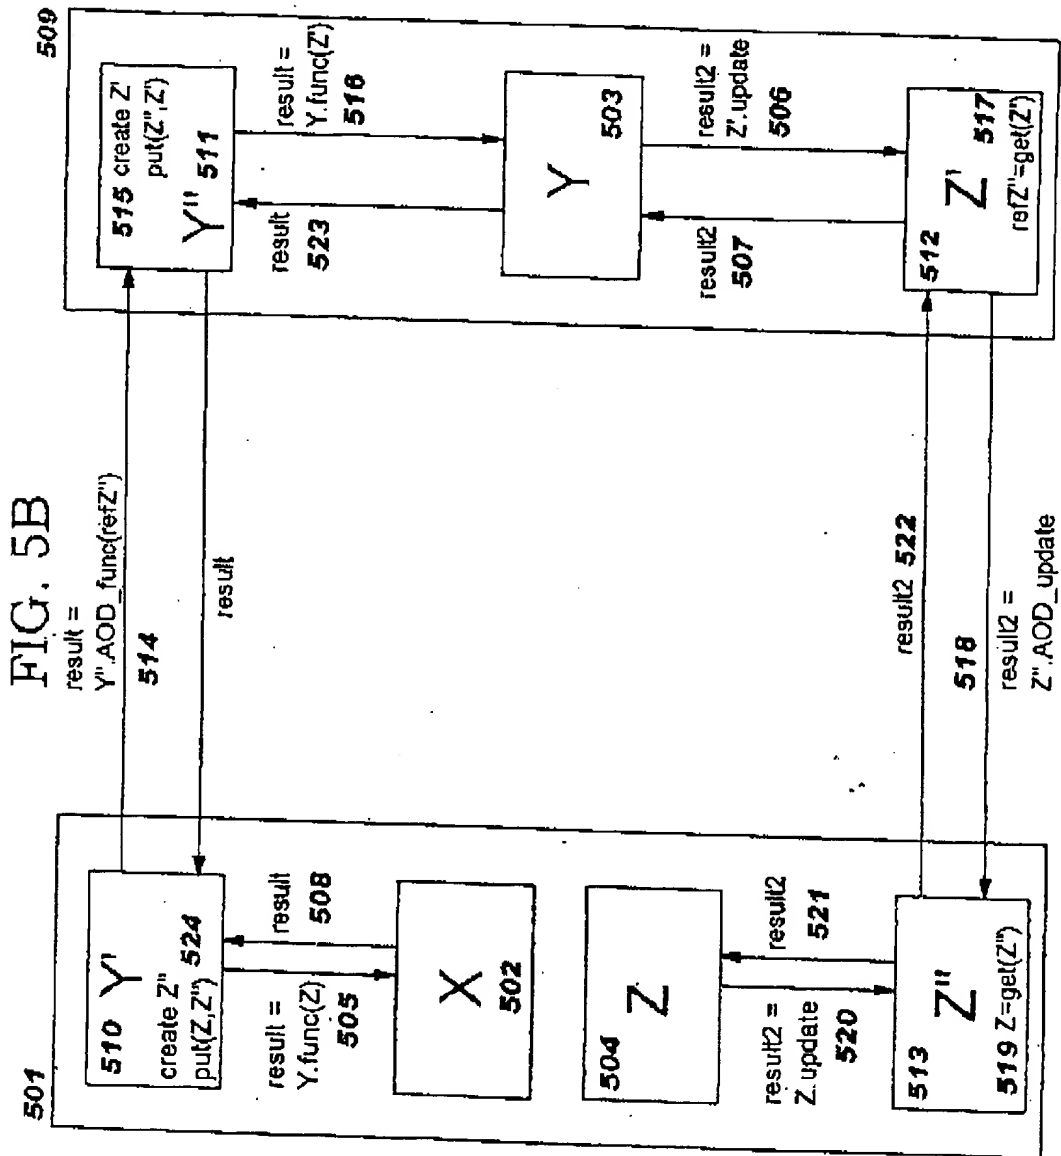 FIG. 5B
509
515 create Z'
put(Z",Z')
Y" 511
result =
Y.func(Z')
516
result
523
Y 503
result2 =
Z'.update
506
result2
507
512 Z' 517
refZ"=get(Z')
result =
Y".AOD_func(refZ")
514
result
result2 522
518
result2 =
Z".AOD_update
501
510 Y'
create Z" 524
put(Z,Z")
result =
Y.func(Z)
505
result
508
X
502
504 Z
result2 =
Z.update
520
result2
521
513 Z"
519 Z=get(Z")